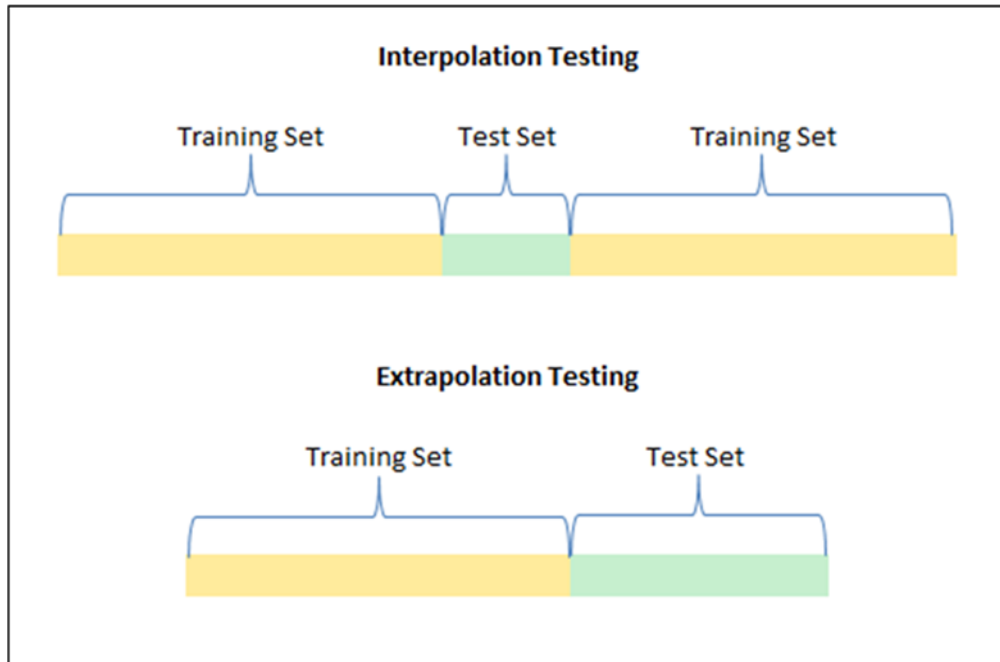 Interpolation Testing
Training Set Test Set Training Set
Extrapolation Testing
Training Set Test Set